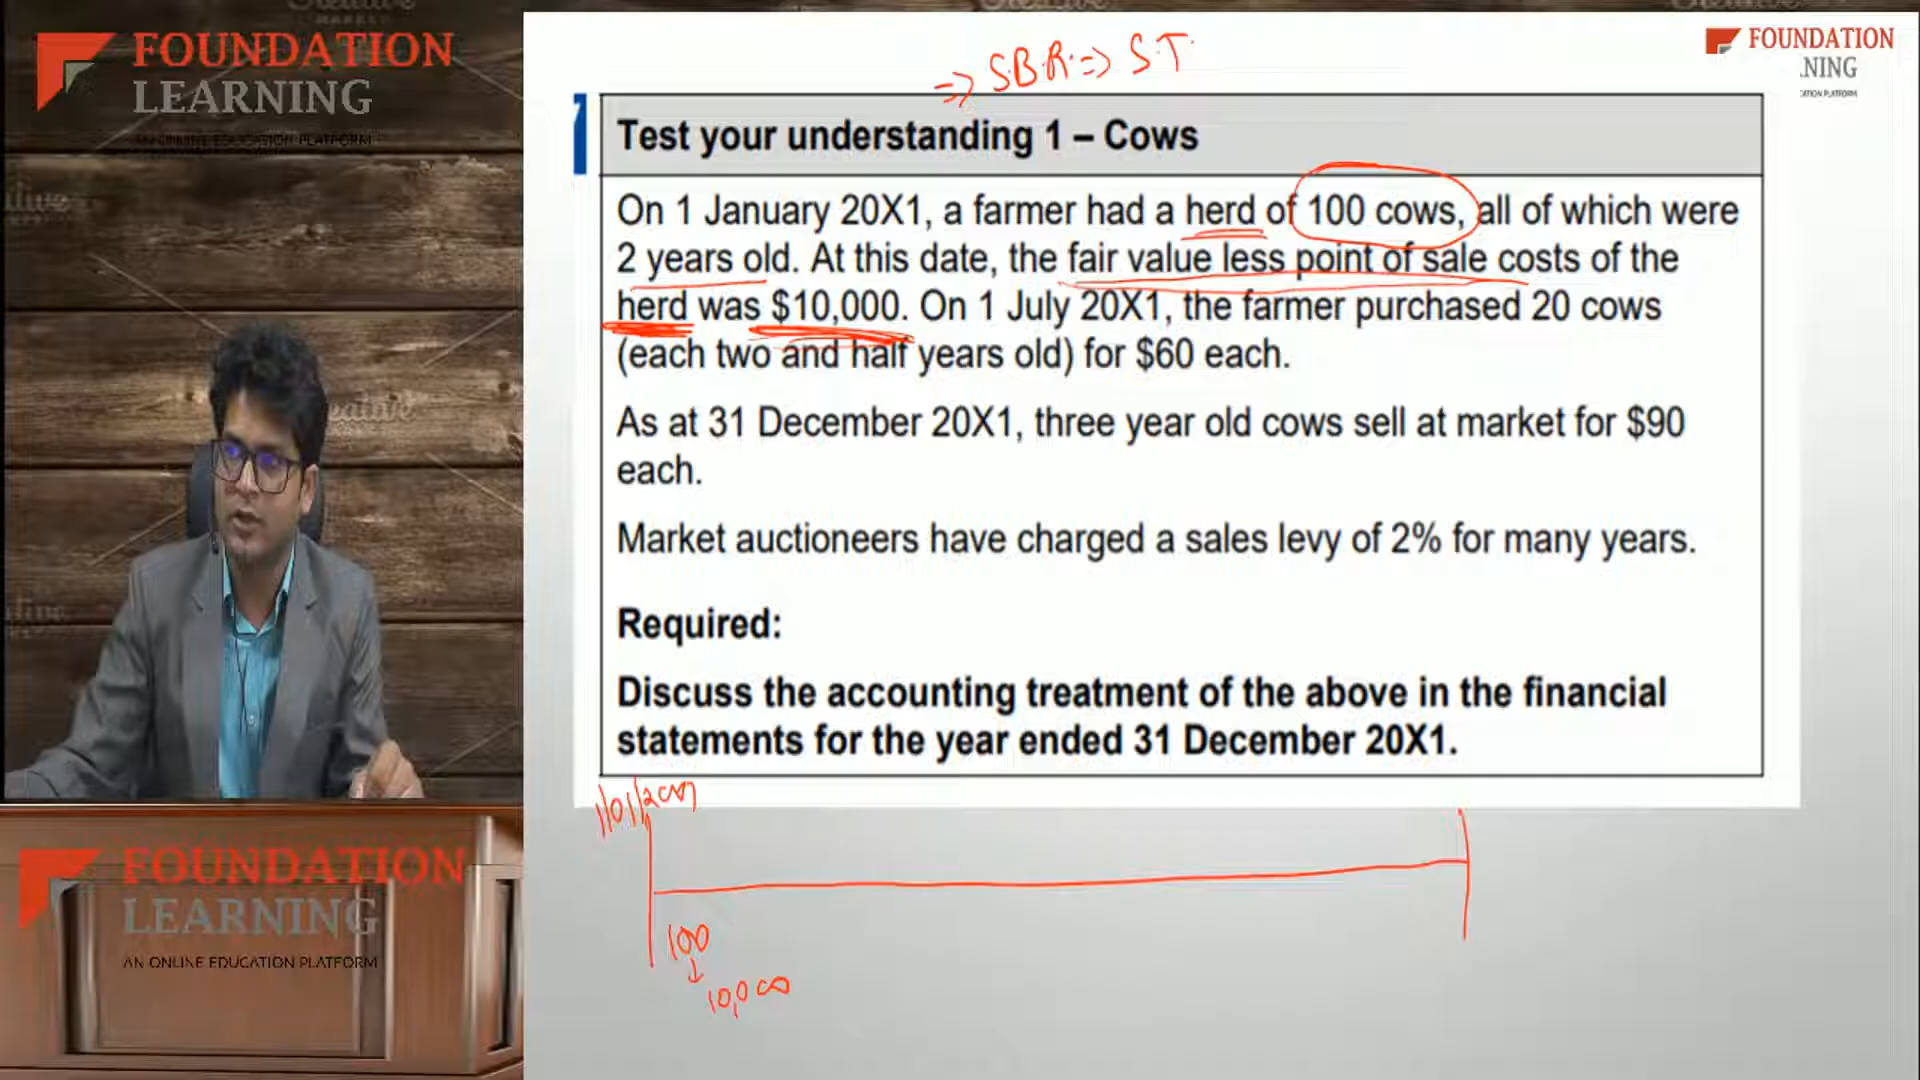 FOUNDATION
LEARNING
AN ONLINE EDUCATION PLATFORM
=> S.B.R. => S.T.
FOUNDATION
NING
Test your understanding 1 – Cows
On 1 January 20X1, a farmer had a herd of 100 cows, all of which were
2 years old. At this date, the fair value less point of sale costs of the
herd was $10,000. On 1 July 20X1, the farmer purchased 20 cows
(each two and half years old) for $60 each.
As at 31 December 20X1, three year old cows sell at market for $90
each.
Market auctioneers have charged a sales levy of 2% for many years.
Required:
Discuss the accounting treatment of the above in the financial
statements for the year ended 31 December 20X1.
100
10,000
FOUNDATION
LEARNING
AN ONLINE EDUCATION PLATFORM